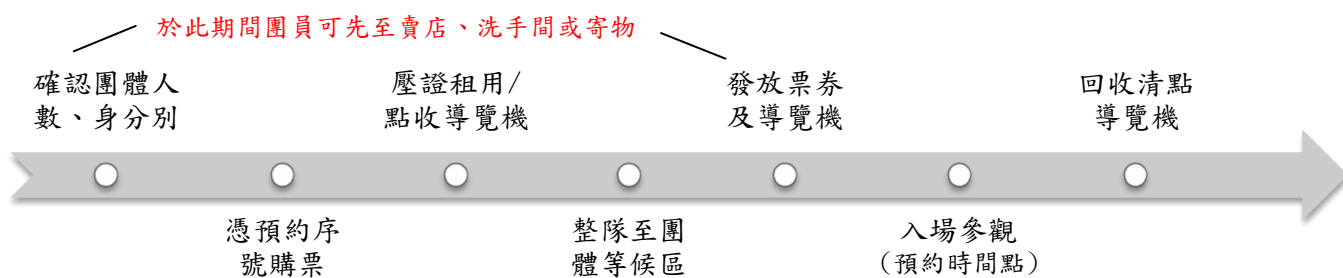 於此期間團員可先至賣店、洗手間或寄物
確認團體人
數、身分別
壓證租用/
點收導覽機
發放票券
及導覽機
回收清點
導覽機
憑預約序
號購票
整隊至團
體等候區
入場參觀
(預約時間點)